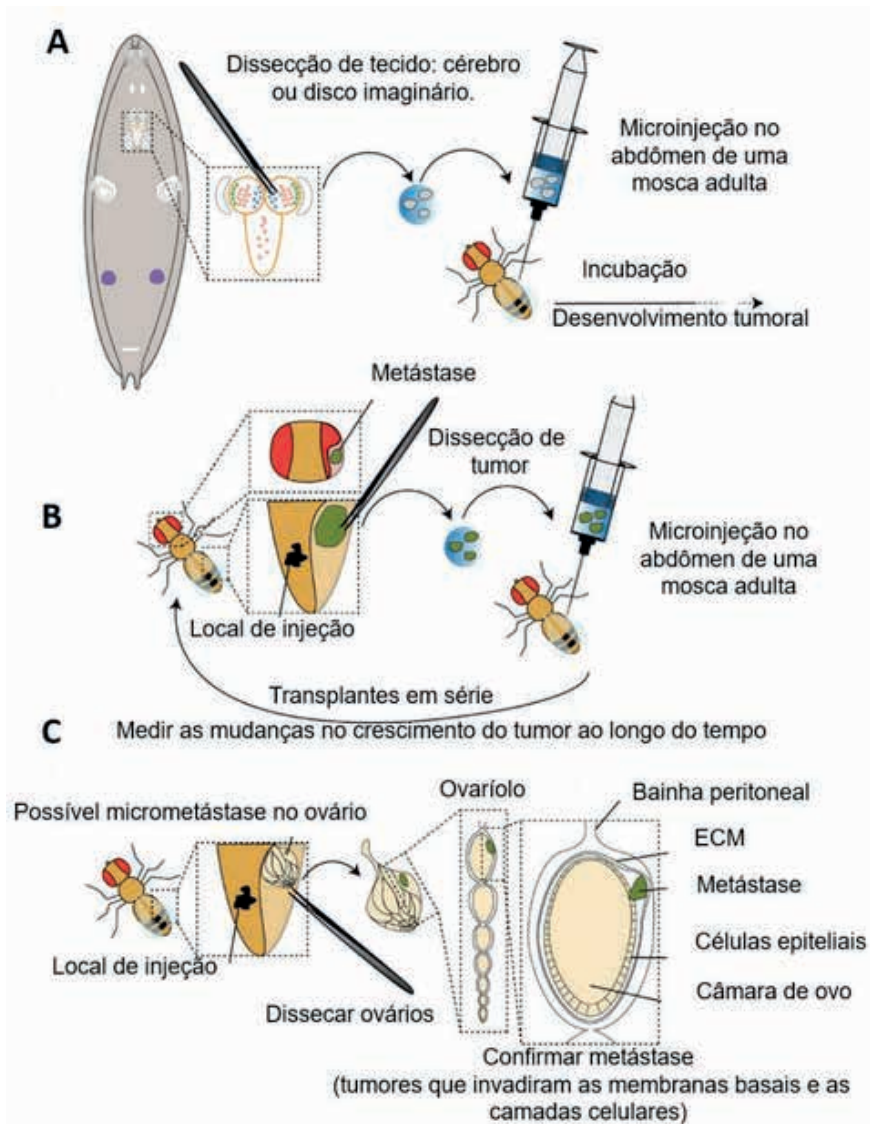 A
Dissecção de tecido: cérebro
ou disco imaginário.
Microinjeção no
abdômen de uma
mosca adulta
Incubação
Desenvolvimento tumoral
Metástase
Dissecção de
tumor
B
Microinjeção no
abdômen de uma
mosca adulta
Local de injeção
Transplantes em série
C
Medir as mudanças no crescimento do tumor ao longo do tempo
Possível micrometástase no ovário
Ovaríolo
Bainha peritoneal
ECM
Metástase
Células epiteliais
Câmara de ovo
Local de injeção
Dissecar ovários
Confirmar metástase
(tumores que invadiram as membranas basais e as
camadas celulares)